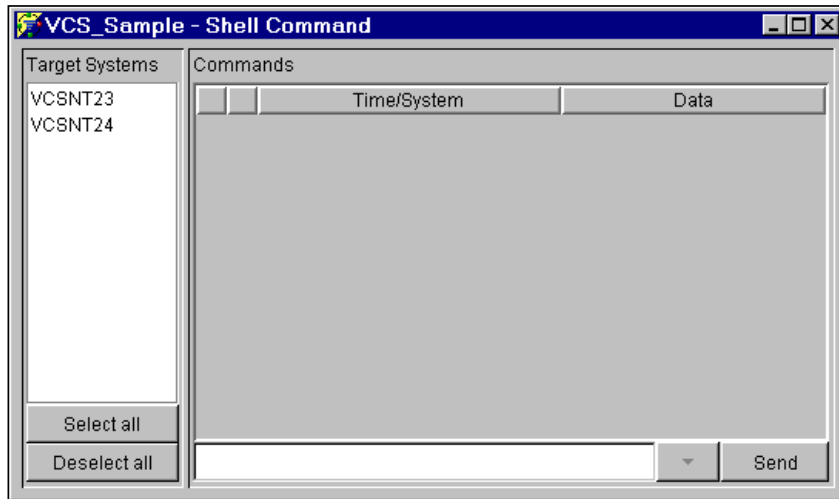 VCS_Sample - Shell Command
Target Systems
Commands
VCSNT23
VCSNT24
Time/System
Data
Select all
Deselect all
Send